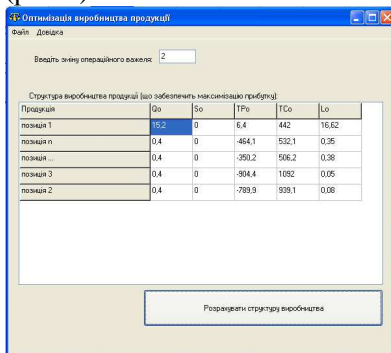 Оптимізація виробництва продукції
Файл Довідка
Введіть зміну операційного важеля: 2
Структура виробництва продукції (що забезпечить максимізацію прибутку):
Продукція Qo So TPo TCo Lo
позиція 1 15,2 0 6,4 442 16,62
позиція n 0,4 0 -464,1 532,1 0,35
позиція ... 0,4 0 -350,2 506,2 0,38
позиція 3 0,4 0 -904,4 1092 0,05
позиція 2 0,4 0 -789,9 939,1 0,08
Розрахувати структуру виробництва